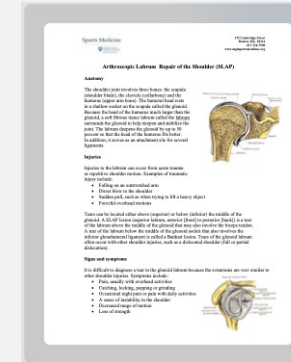 Sports Medicine
Arthroscopic Labrum Repair of the Shoulder (SLAP)
Anatomy
The shoulder joint involves three bones: the scapula
(shoulder blade), the clavicle (collarbone) and the
humerus (upper arm bone). The humeral head rests
in a shallow socket on the scapula called the glenoid.
Because the head of the humerus is much larger than the
glenoid, a soft fibrous tissue labrum called the labrum
surrounds the glenoid to help deepen and stabilize the
joint. The labrum deepens the glenoid by up to 50
percent so that the head of the humerus fits better.
In addition, it serves as an attachment site for several
ligaments.
Injuries
Injuries to the labrum can occur from acute trauma
or repetitive shoulder motion. Examples of traumatic
injury include:
• Falling on an outstretched arm
• Direct blow to the shoulder
• Sudden pull, such as when trying to lift a heavy object
• Forceful overhead motions
Tears can be located either above (superior) or below (inferior) the middle of the
glenoid. A SLAP lesion (superior labrum, anterior [front] to posterior [back]) is a tear
of the labrum above the middle of the glenoid that may also involve the biceps tendon.
A tear of the labrum below the middle of the glenoid socket that also involves the
inferior glenohumeral ligament is called a Bankart lesion. Tears of the glenoid labrum
often occur with other shoulder injuries, such as a dislocated shoulder (full or partial
dislocation).
Signs and symptoms
It is difficult to diagnose a tear in the glenoid labrum because the symptoms are very similar to
other shoulder injuries. Symptoms include:
• Pain, usually with overhead activities
• Catching, locking, popping or grinding
• Occasional night pain or pain with daily activities
• A sense of instability in the shoulder
• Decreased range of motion
• Loss of strength